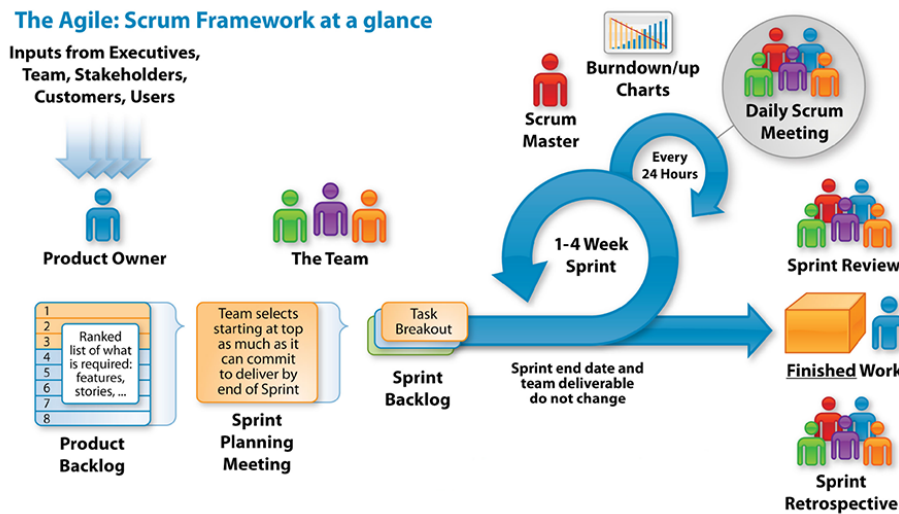 The Agile: Scrum Framework at a glance
Inputs from Executives,
Team, Stakeholders,
Customers, Users
Product Owner
The Team
Scrum
Master
Burndown/up
Charts
Daily Scrum
Meeting
Every
24 Hours
1-4 Week
Sprint
Sprint Review
1
2
3
4
5
6
7
8
Ranked
list of what
is required:
features,
stories, ...
Product
Backlog
Team selects
starting at top
as much as it
can commit
to deliver by
end of Sprint
Sprint
Planning
Meeting
Task
Breakout
Sprint
Backlog
Sprint end date and
team deliverable
do not change
Finished Work
Sprint
Retrospective